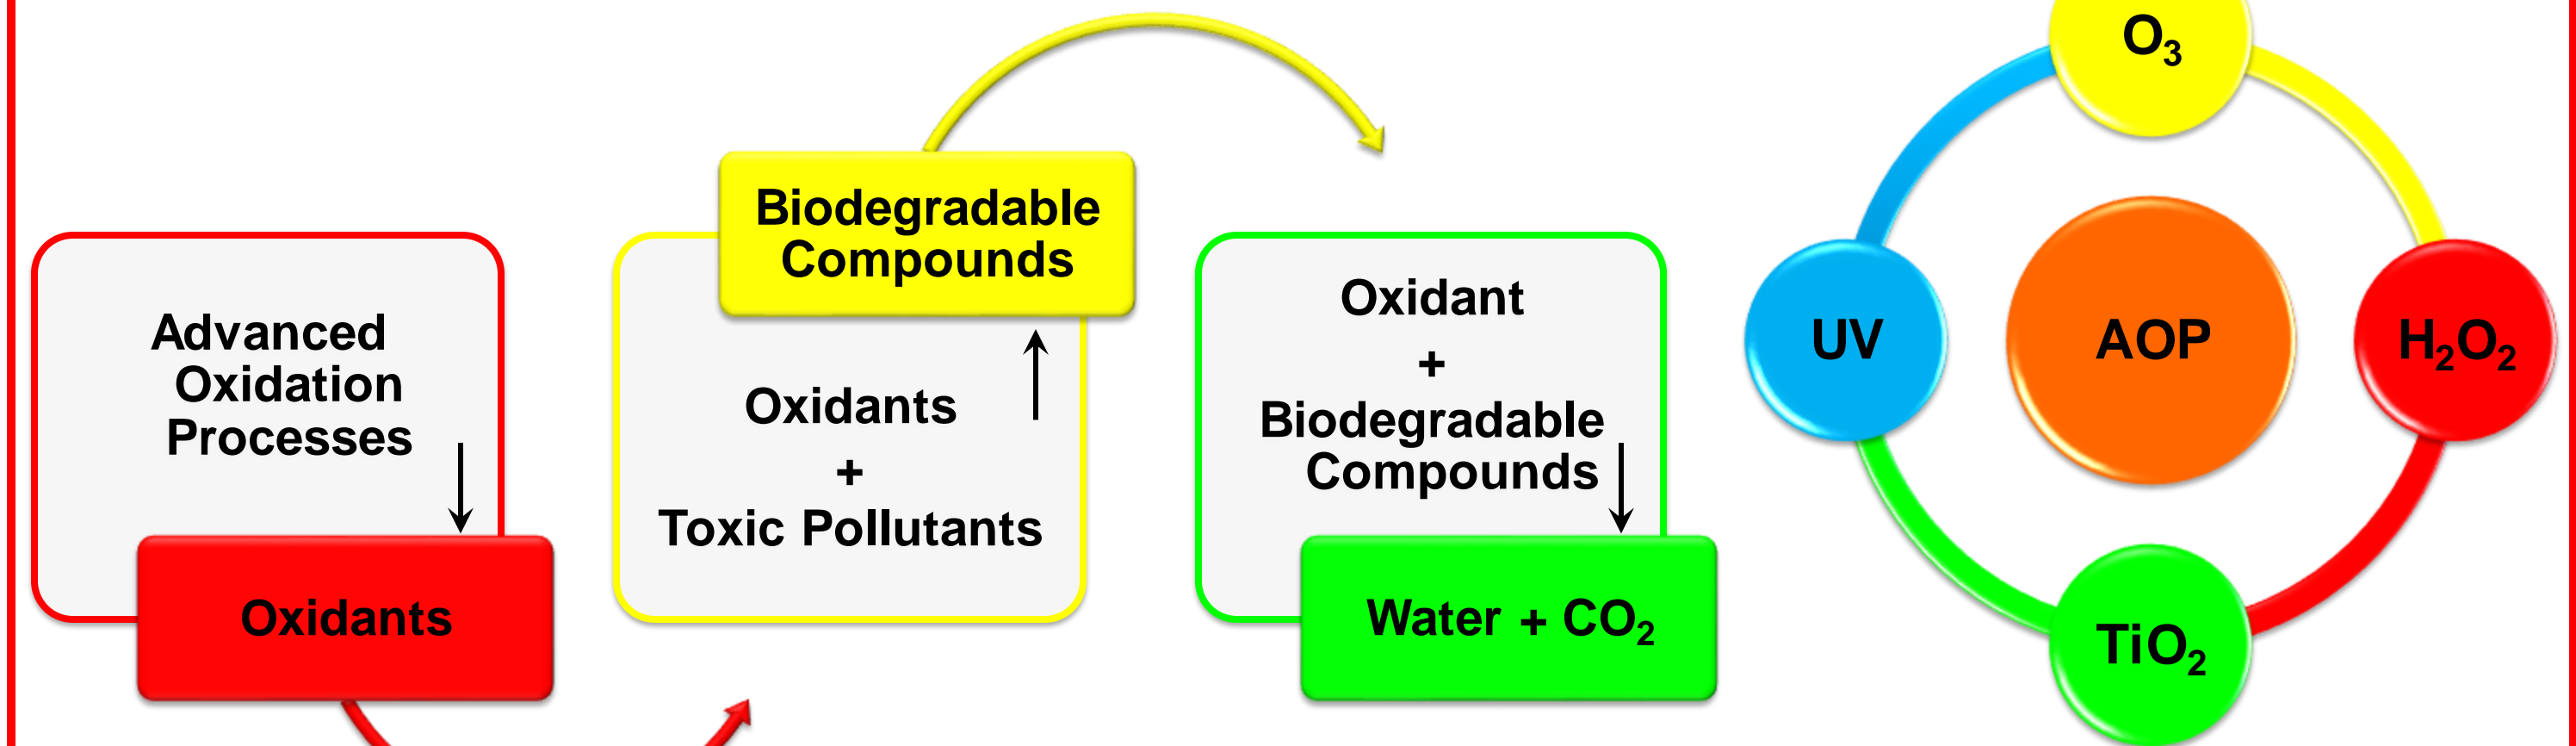 Advanced
Oxidation
Processes
Oxidants
Biodegradable
Compounds
Oxidants
+
Toxic Pollutants
Oxidant
+
Biodegradable
Compounds
Water + CO₂
O₃
UV
AOP
H₂O₂
TiO₂